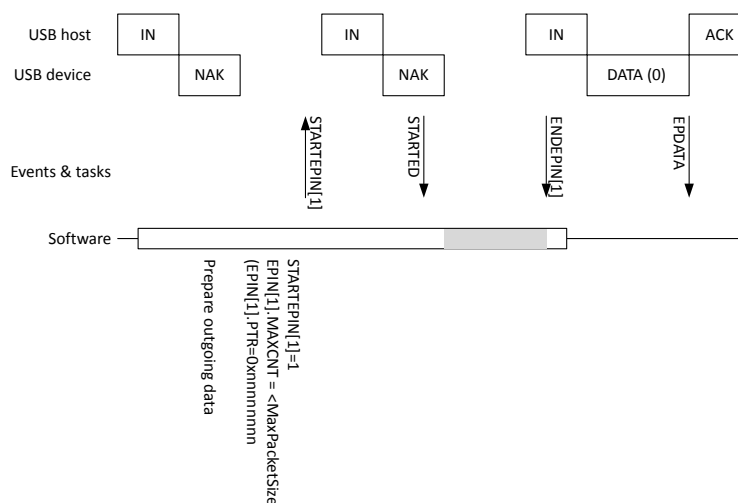 USB host
IN
IN
IN
ACK
USB device
NAK
NAK
DATA (0)
Events & tasks
STARTEPIN[1]
STARTED
ENDEPIN[1]
EPDATA
Software
Prepare outgoing data
(EPIN[1].PTR=0xnnnnnnnn
EPIN[1].MAXCNT = <MaxPacketSize
STARTEPIN[1]=1